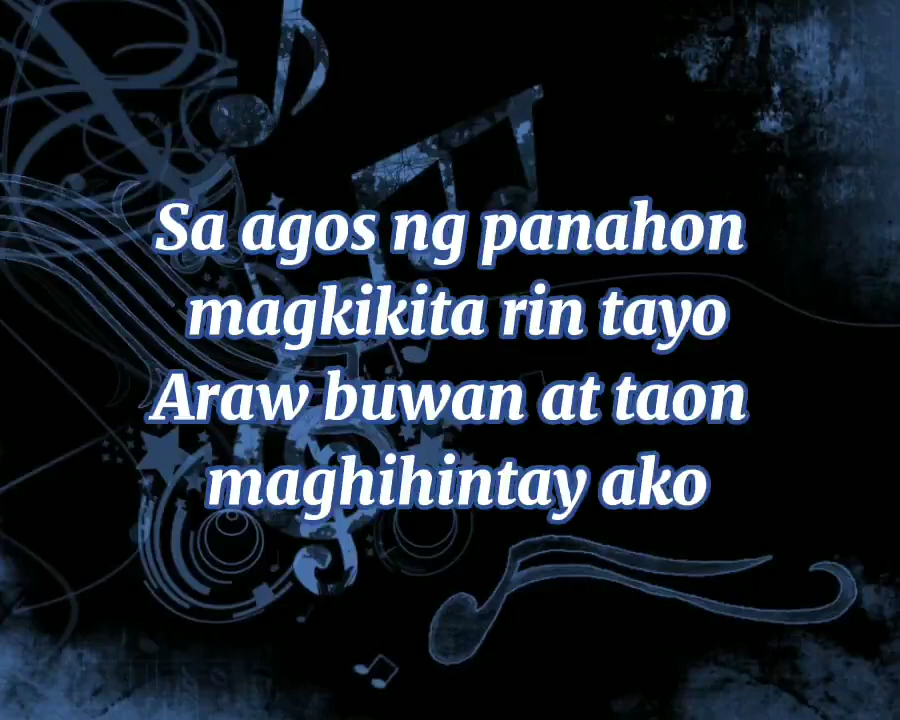 Sa agos ng panahon
magkikita rin tayo
Araw buwan at taon
maghihintay ako